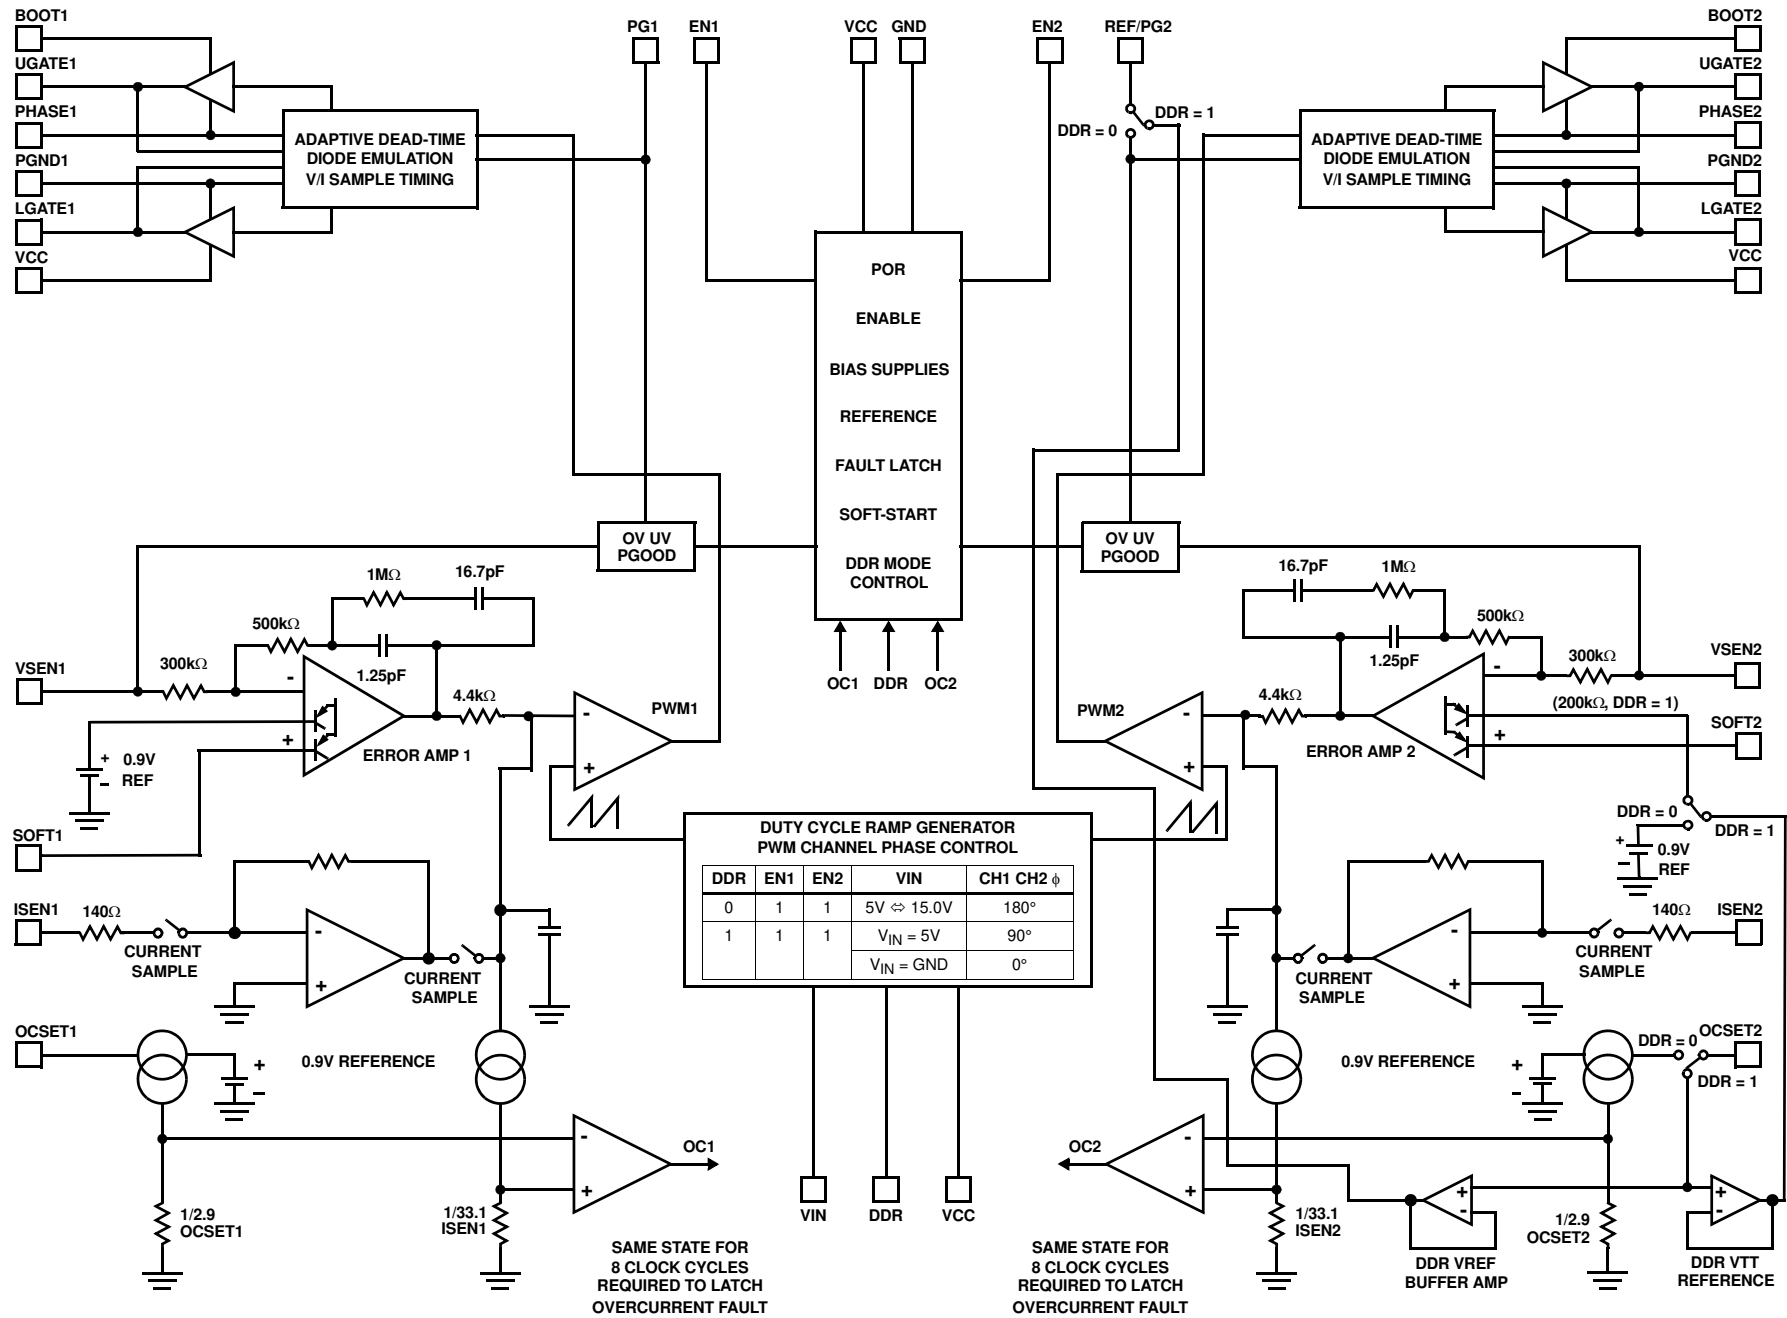 BOOT1
UGATE1
PHASE1
PGND1
LGATE1
VCC
ADAPTIVE DEAD-TIME
DIODE EMULATION
V/I SAMPLE TIMING
PG1
EN1
VCC
GND
EN2
REF/PG2
DDR = 1
DDR = 0
BOOT2
UGATE2
PHASE2
PGND2
LGATE2
VCC
ADAPTIVE DEAD-TIME
DIODE EMULATION
V/I SAMPLE TIMING
POR
ENABLE
BIAS SUPPLIES
REFERENCE
FAULT LATCH
SOFT-START
DDR MODE
CONTROL
OC1
DDR
OC2
OV UV
PGOOD
OV UV
PGOOD
1MΩ
16.7pF
500kΩ
1.25pF
300kΩ
VSEN1
-
+
4.4kΩ
ERROR AMP 1
+
-
0.9V
REF
SOFT1
PWM1
-
+
16.7pF
1MΩ
500kΩ
1.25pF
300kΩ
VSEN2
(200kΩ, DDR = 1)
SOFT2
-
+
4.4kΩ
ERROR AMP 2
PWM2
-
+
DDR = 0
DDR = 1
+
-
0.9V
REF
DUTY CYCLE RAMP GENERATOR
PWM CHANNEL PHASE CONTROL
DDR EN1 EN2 VIN CH1 CH2 ϕ
0 1 1 5V ⇔ 15.0V 180°
1 1 1 VIN = 5V 90°
VIN = GND 0°
VIN
DDR
VCC
ISEN1
140Ω
CURRENT
SAMPLE
-
+
CURRENT
SAMPLE
ISEN2
140Ω
CURRENT
SAMPLE
-
+
CURRENT
SAMPLE
OCSET1
+
-
0.9V REFERENCE
1/2.9
OCSET1
1/33.1
ISEN1
-
+
OC1
SAME STATE FOR
8 CLOCK CYCLES
REQUIRED TO LATCH
OVERCURRENT FAULT
0.9V REFERENCE
+
-
DDR = 0
OCSET2
DDR = 1
OC2
-
+
1/33.1
ISEN2
SAME STATE FOR
8 CLOCK CYCLES
REQUIRED TO LATCH
OVERCURRENT FAULT
+
-
DDR VREF
BUFFER AMP
1/2.9
OCSET2
+
-
DDR VTT
REFERENCE